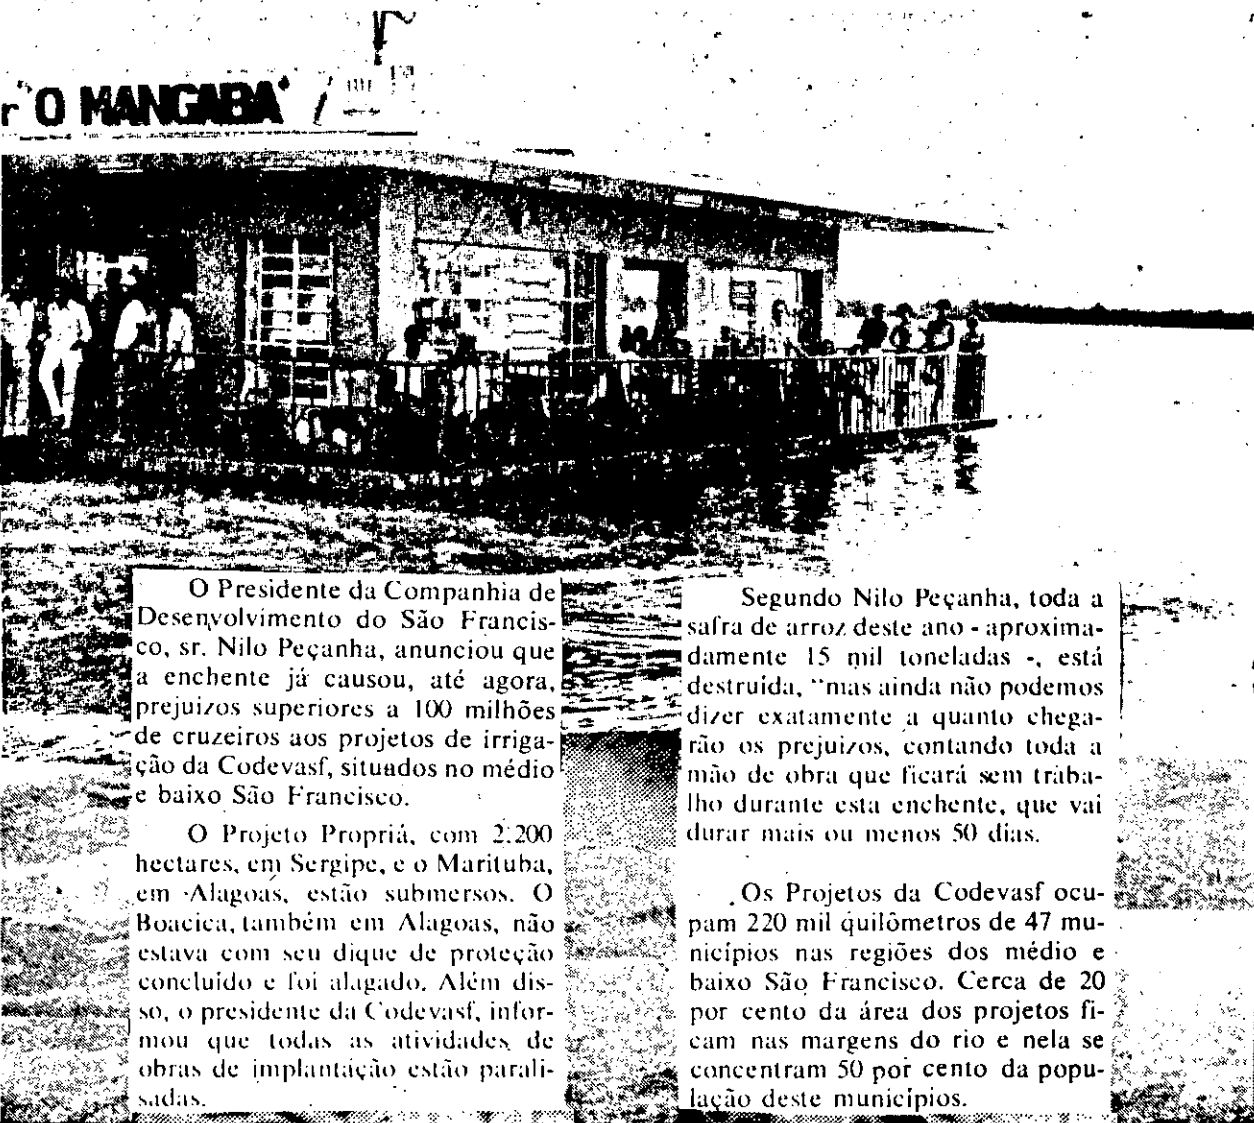 r "O MANGABA"
O Presidente da Companhia de
Desenvolvimento do São Francis-
co, sr. Nilo Peçanha, anunciou que
a enchente já causou, até agora,
prejuizos superiores a 100 milhões
de cruzeiros aos projetos de irriga-
ção da Codevasf, situados no médio
e baixo São Francisco.
O Projeto Propriá, com 2.200
hectares, em Sergipe, e o Marituba,
em Alagoas, estão submersos. O
Boacica, também em Alagoas, não
estava com seu dique de proteção
concluído e foi alagado. Além dis-
so, o presidente da Codevasf, infor-
mou que todas as atividades de
obras de implantação estão parali-
sadas.
Segundo Nilo Peçanha, toda a
safra de arroz deste ano - aproxima-
damente 15 mil toneladas -, está
destruída, "mas ainda não podemos
dizer exatamente a quanto chega-
rão os prejuizos, contando toda a
mão de obra que ficará sem traba-
lho durante esta enchente, que vai
durar mais ou menos 50 dias.
Os Projetos da Codevasf ocu-
pam 220 mil quilômetros de 47 mu-
nicípios nas regiões dos médio e
baixo São Francisco. Cerca de 20
por cento da área dos projetos fi-
cam nas margens do rio e nela se
concentram 50 por cento da popu-
lação deste municípios.